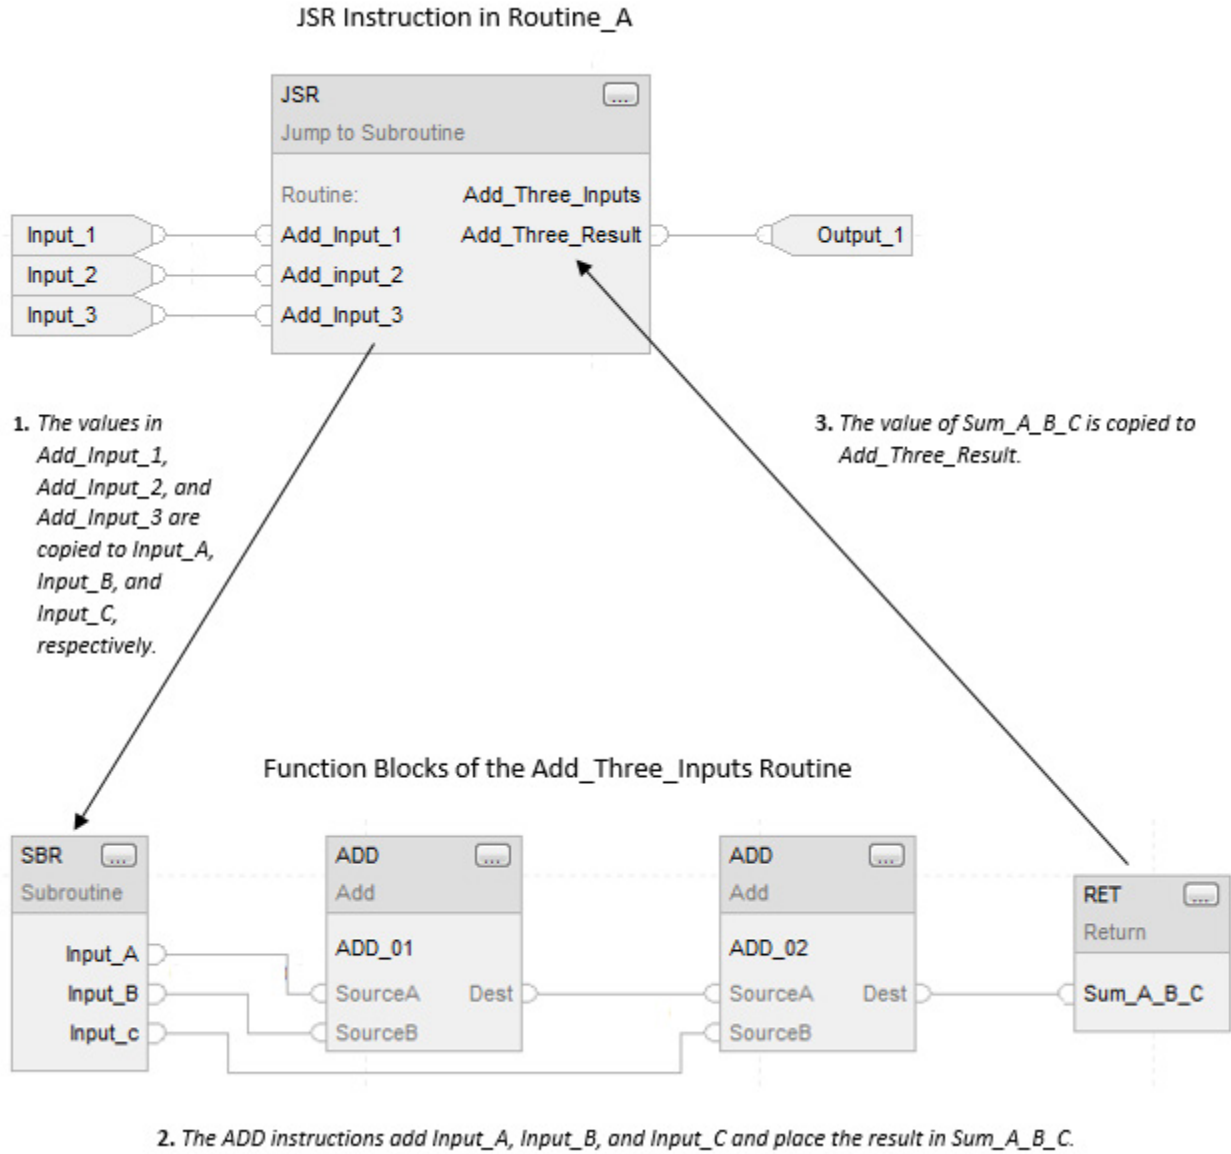 JSR Instruction in Routine_A
JSR ...
Jump to Subroutine
Routine: Add_Three_Inputs
Input_1 Add_Input_1 Add_Three_Result Output_1
Input_2 Add_input_2
Input_3 Add_Input_3
1. The values in
Add_Input_1,
Add_Input_2, and
Add_Input_3 are
copied to Input_A,
Input_B, and
Input_C,
respectively.
3. The value of Sum_A_B_C is copied to
Add_Three_Result.
Function Blocks of the Add_Three_Inputs Routine
SBR ...
Subroutine
Input_A
Input_B
Input_c
ADD ...
Add
ADD_01
SourceA Dest
SourceB
ADD ...
Add
ADD_02
SourceA Dest
SourceB
RET ...
Return
Sum_A_B_C
2. The ADD instructions add Input_A, Input_B, and Input_C and place the result in Sum_A_B_C.